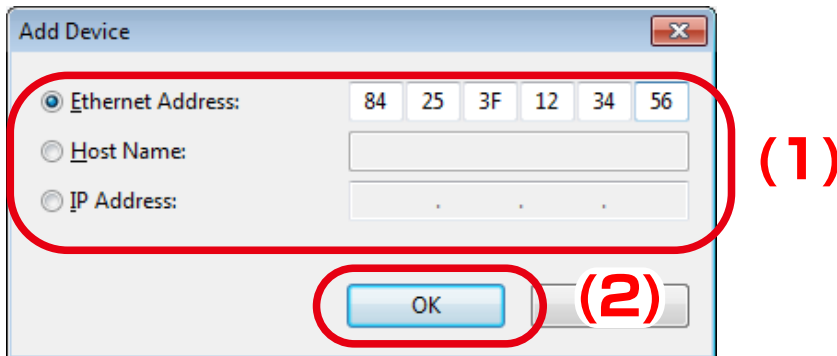 Add Device
Ethernet Address: 84 25 3F 12 34 56
(1)
Host Name:
IP Address: . . .
OK
(2)